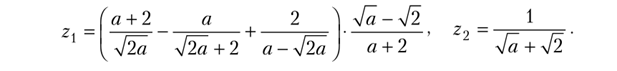 z₁ = ( (a + 2)/√(2a) − a/(√(2a) + 2) + 2/(a − √(2a)) ) · (√a − √2)/(a + 2), z₂ = 1/(√a + √2) .